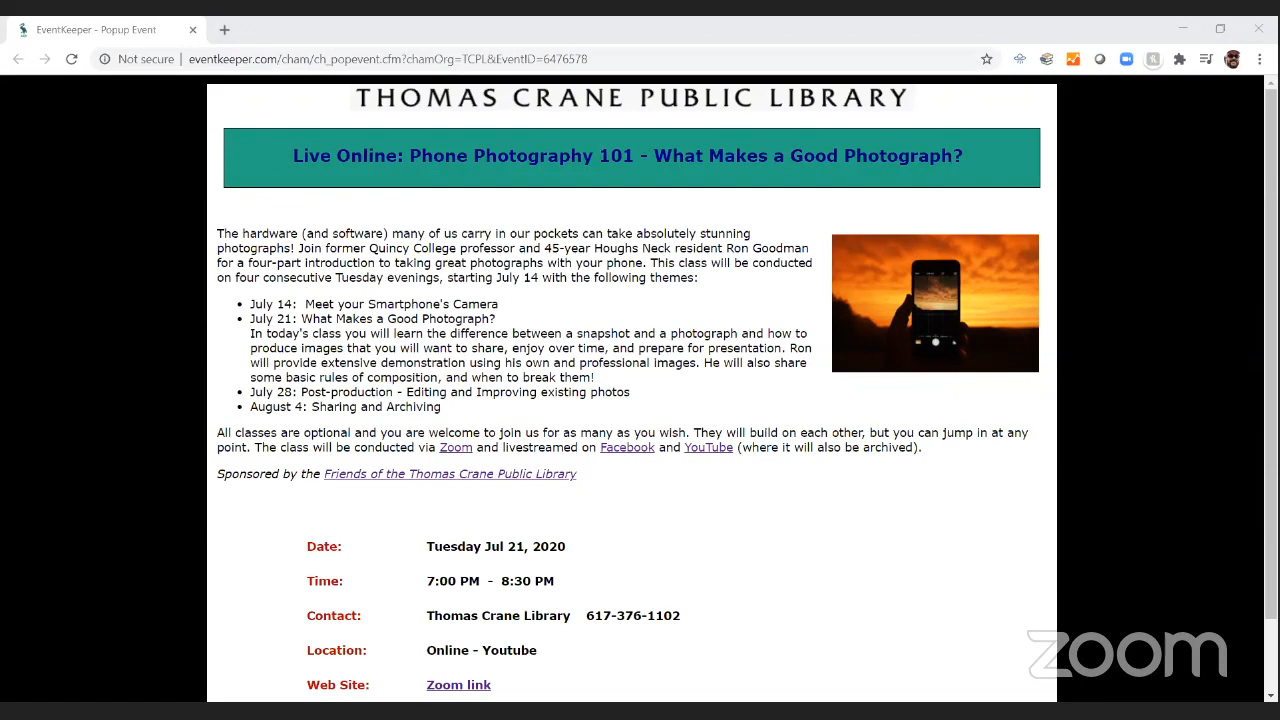 EventKeeper - Popup Event
Not secure | eventkeeper.com/cham/ch_popevabt.cfm?chamOrg=TCPL&EventID=6476578
THOMAS CRANE PUBLIC LIBRARY
Live Online: Phone Photography 101 - What Makes a Good Photograph?
The hardware (and software) many of us carry in our pockets can take absolutely stunning
photographs! Join former Quincy College professor and 45-year Houghs Neck resident Ron Goodman
for a four-part introduction to taking great photographs with your phone. This class will be conducted
on four consecutive Tuesday evenings, starting July 14 with the following themes:
• July 14:  Meet your Smartphone's Camera
• July 21: What Makes a Good Photograph?
In today's class you will learn the difference between a snapshot and a photograph and how to
produce images that you will want to share, enjoy over time, and prepare for presentation. Ron
will provide extensive demonstration using his own and professional images. He will also share
some basic rules of composition, and when to break them!
• July 28: Post-production - Editing and Improving existing photos
• August 4: Sharing and Archiving
All classes are optional and you are welcome to join us for as many as you wish. They will build on each other, but you can jump in at any
point. The class will be conducted via Zoom and livestreamed on Facebook and YouTube (where it will also be archived).
Sponsored by the Friends of the Thomas Crane Public Library
Date: Tuesday Jul 21, 2020
Time: 7:00 PM  -  8:30 PM
Contact: Thomas Crane Library    617-376-1102
Location: Online - Youtube
Web Site: Zoom link
zoom